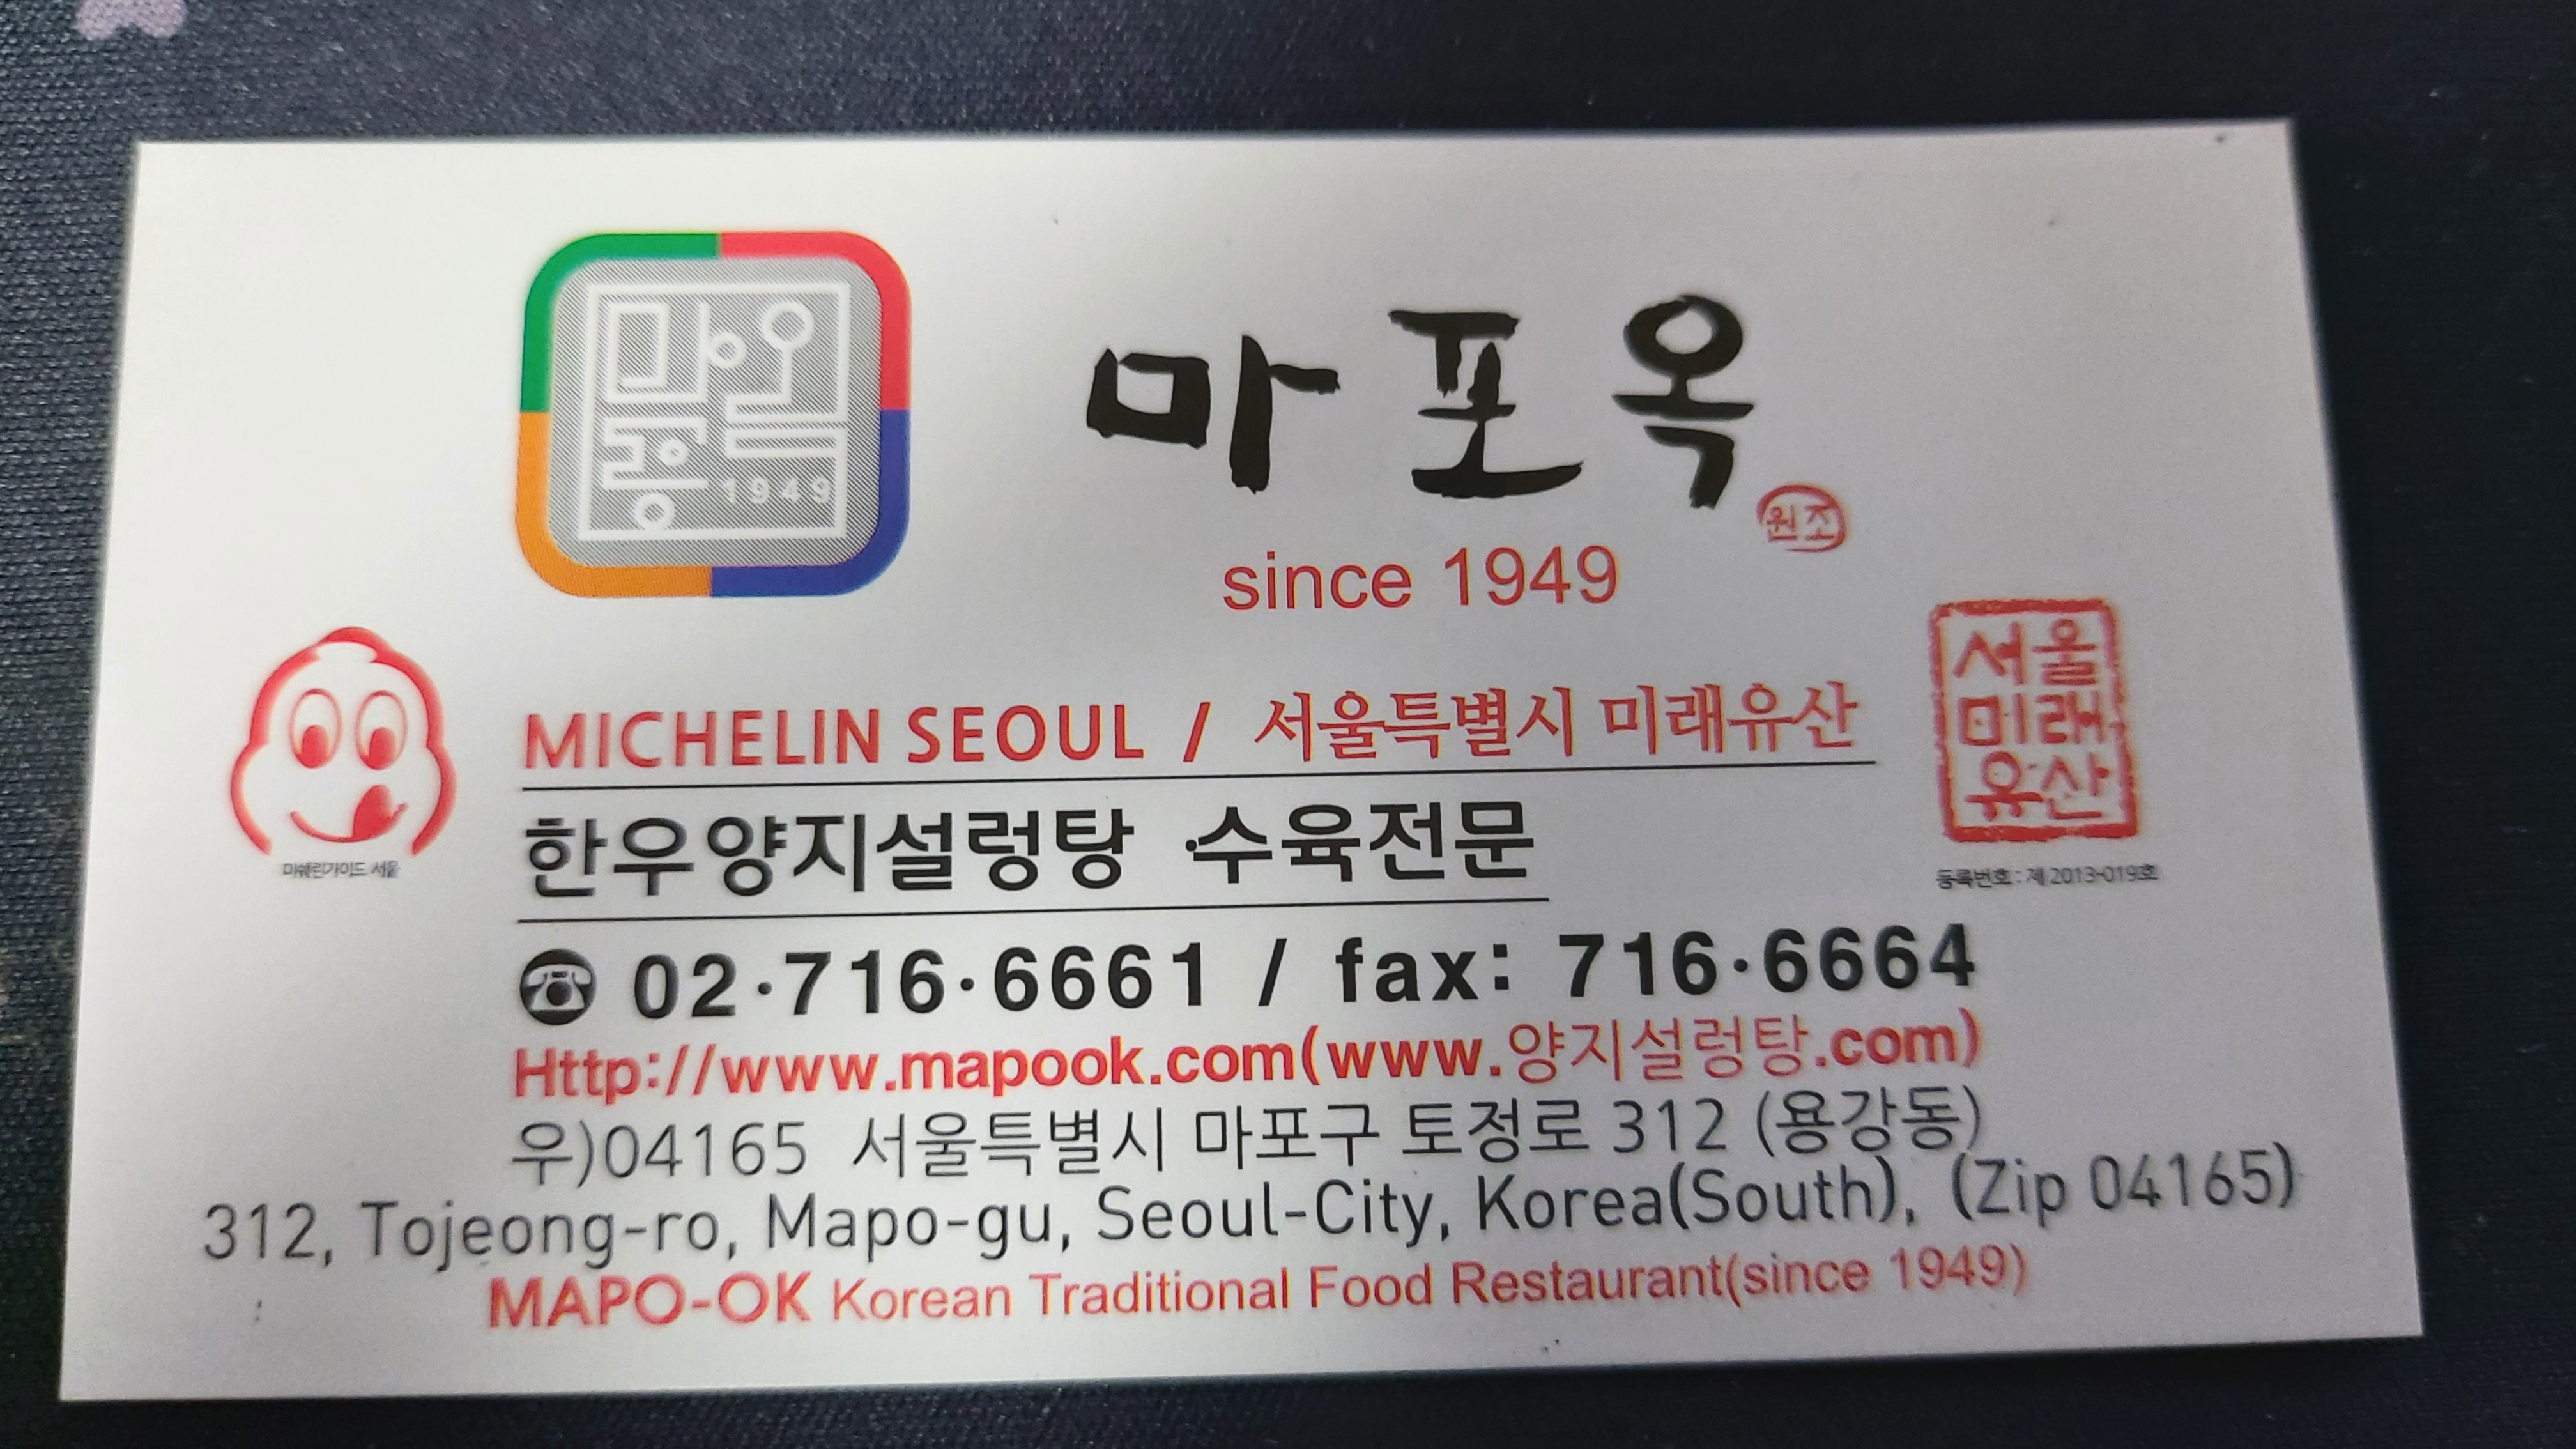 1949
마포옥
원조
since 1949
MICHELIN SEOUL / 서울특별시 미래유산
서울
미래
유산
미쉐린가이드 서울
한우양지설렁탕 ·수육전문
등록번호 : 제 2013-019호
02·716·6661 / fax: 716·6664
Http://www.mapook.com(www.양지설렁탕.com)
우)04165 서울특별시 마포구 토정로 312 (용강동)
312, Tojeong-ro, Mapo-gu, Seoul-City, Korea(South), (Zip 04165)
MAPO-OK Korean Traditional Food Restaurant(since 1949)